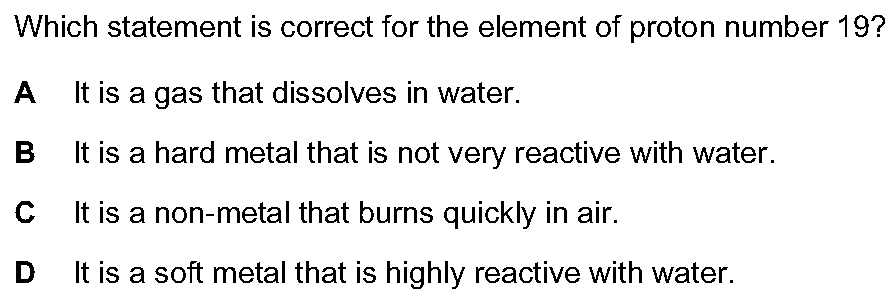 Which statement is correct for the element of proton number 19?
A It is a gas that dissolves in water.
B It is a hard metal that is not very reactive with water.
C It is a non-metal that burns quickly in air.
D It is a soft metal that is highly reactive with water.